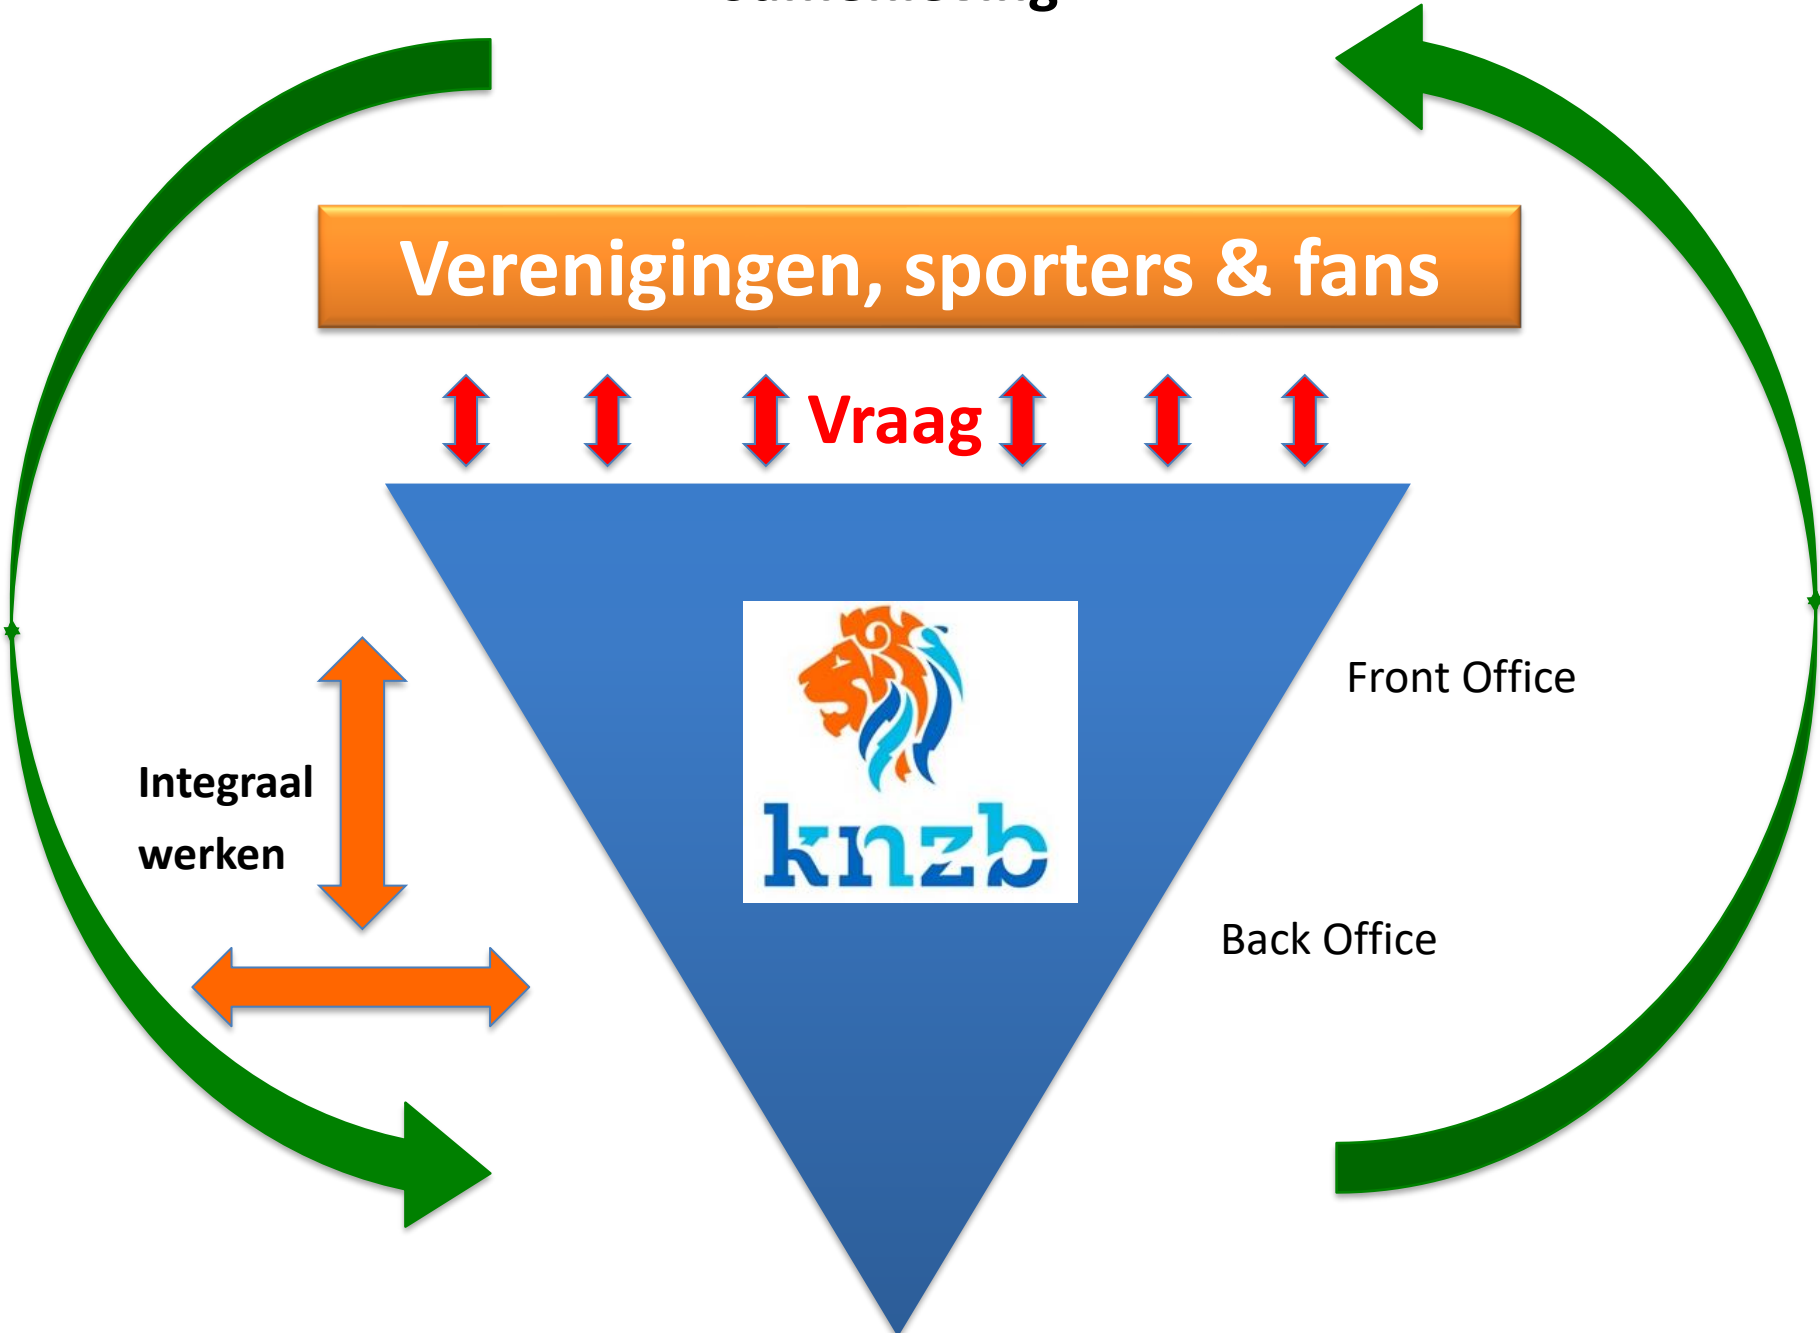 Verenigingen, sporters & fans
Vraag
Front Office
knzb
Integraal
werken
Back Office